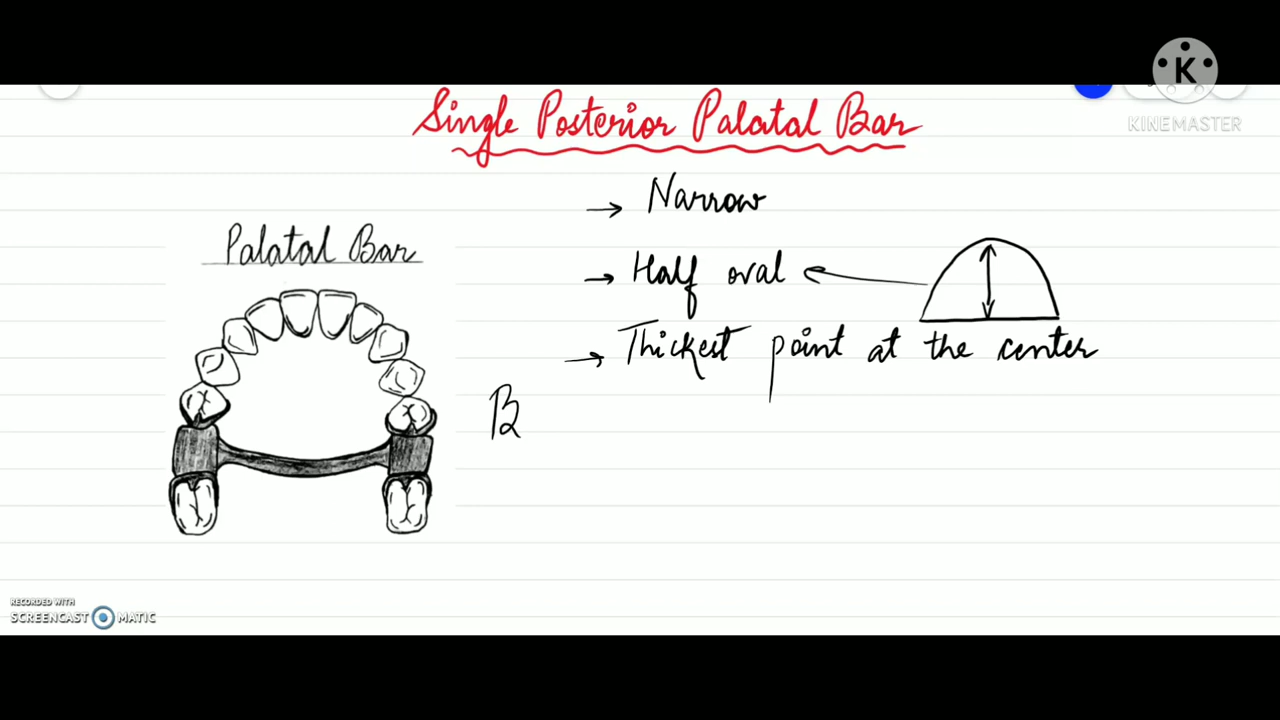 K
KINEMASTER
Single Posterior Palatal Bar
→ Narrow
Palatal Bar
→ Half oval
→ Thickest point at the center
B
RECORDED WITH
SCREENCAST MATIC